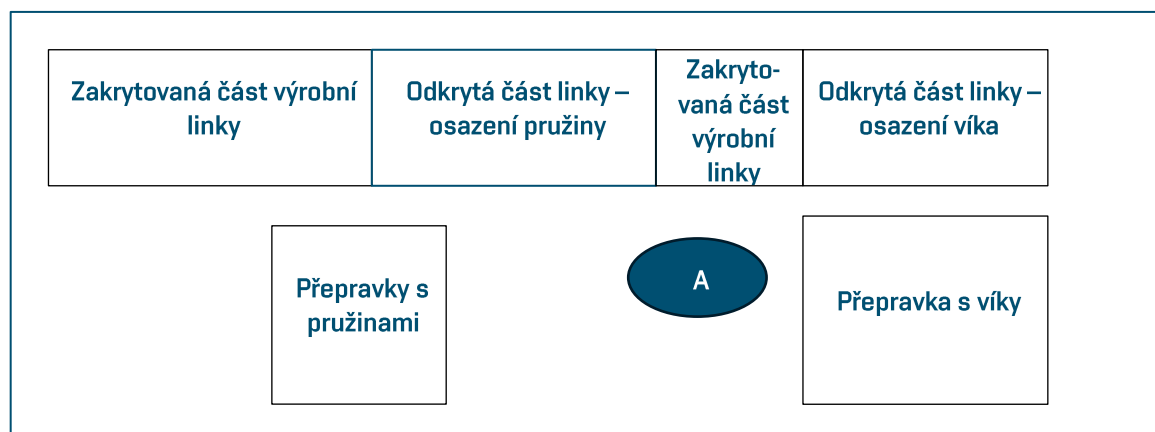 Zakrytovaná část výrobní
linky
Odkrytá část linky –
osazení pružiny
Zakryto-
vaná část
výrobní
linky
Odkrytá část linky –
osazení víka
Přepravky s
pružinami
A
Přepravka s víky